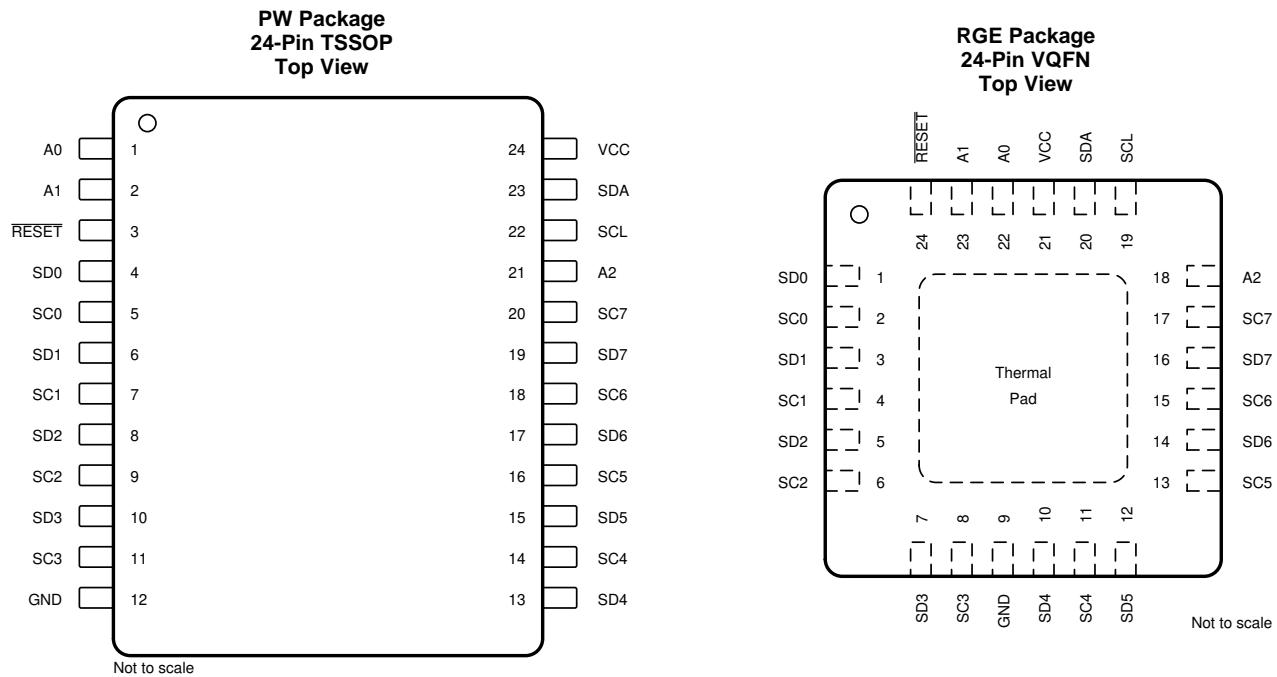 PW Package
24-Pin TSSOP
Top View
A0 1 24 VCC
A1 2 23 SDA
RESET 3 22 SCL
SD0 4 21 A2
SC0 5 20 SC7
SD1 6 19 SD7
SC1 7 18 SC6
SD2 8 17 SD6
SC2 9 16 SC5
SD3 10 15 SD5
SC3 11 14 SC4
GND 12 13 SD4
Not to scale
RGE Package
24-Pin VQFN
Top View
RESET A1 A0 VCC SDA SCL
24 23 22 21 20 19
SD0 1 18 A2
SC0 2 17 SC7
SD1 3 16 SD7
SC1 4 15 SC6
SD2 5 14 SD6
SC2 6 13 SC5
Thermal
Pad
7 8 9 10 11 12
SD3 SC3 GND SD4 SC4 SD5
Not to scale